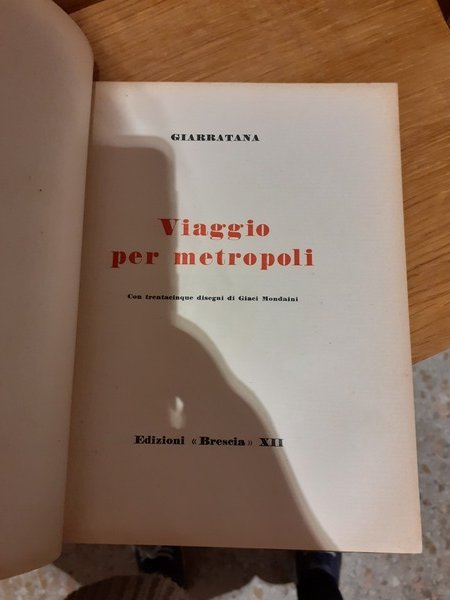 GIARRATANA
Viaggio
per metropoli
Con trentacinque disegni di Giaci Mondaini
Edizioni « Brescia » XII